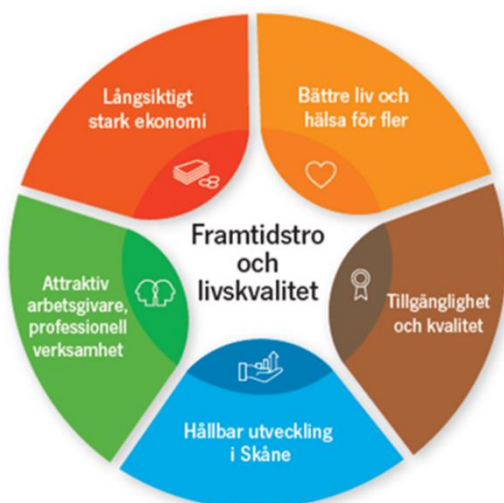 Långsiktigt
stark ekonomi
Bättre liv och
hälsa för fler
Framtidstro
och
livskvalitet
Attraktiv
arbetsgivare,
professionell
verksamhet
Tillgänglighet
och kvalitet
Hållbar utveckling
i Skåne